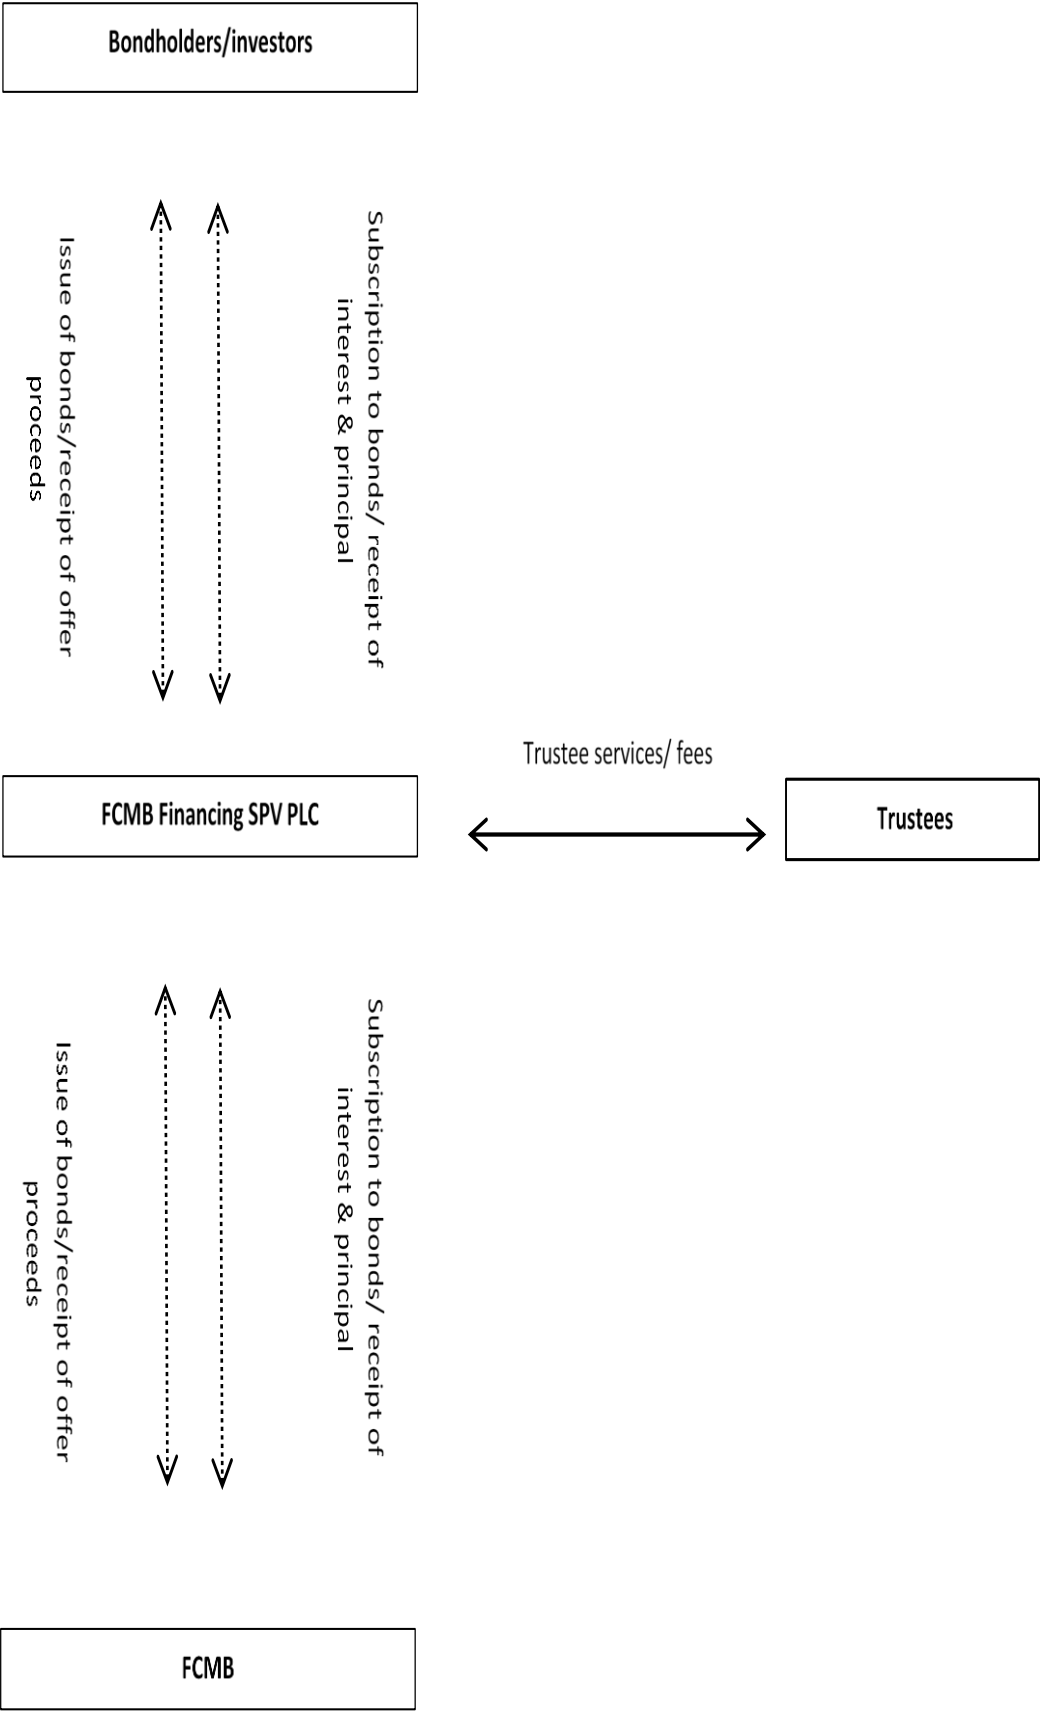 Bondholders/investors
Issue of bonds/receipt of offer
proceeds
Subscription to bonds/ receipt of
interest & principal
Trustee services/ fees
FCMB Financing SPV PLC
Trustees
Issue of bonds/receipt of offer
proceeds
Subscription to bonds/ receipt of
interest & principal
FCMB